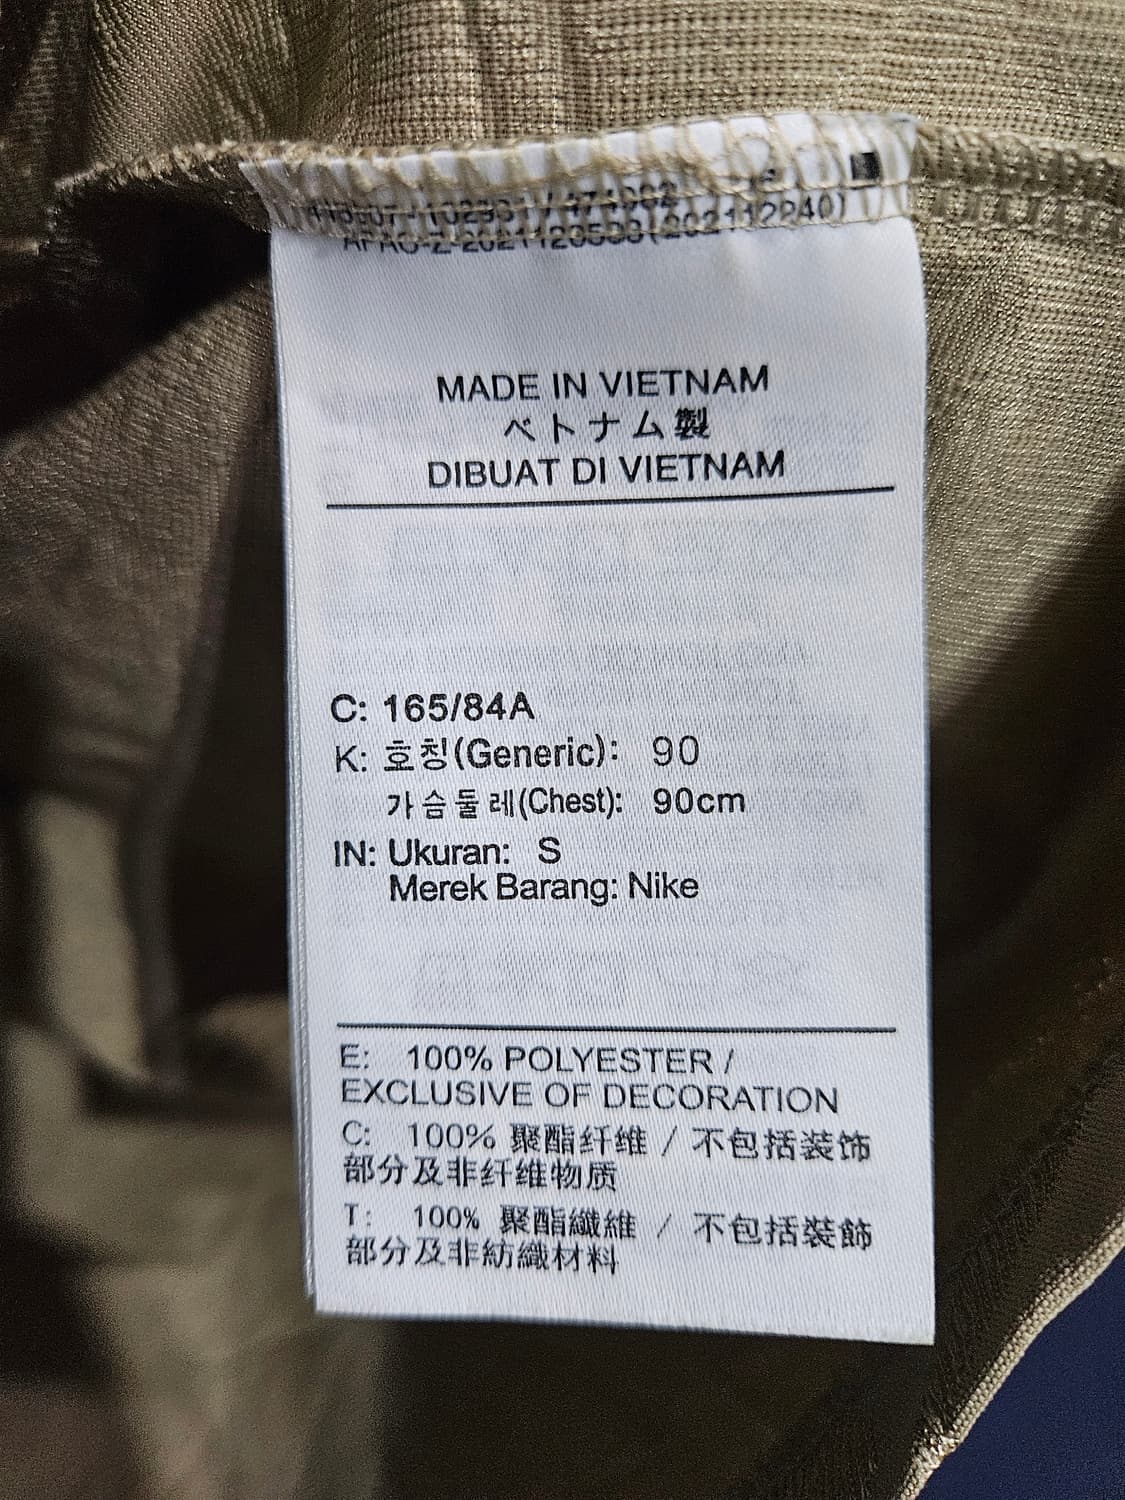 MADE IN VIETNAM
ベトナム製
DIBUAT DI VIETNAM
C: 165/84A
K: 호칭(Generic): 90
가슴둘레(Chest): 90cm
IN: Ukuran: S
Merek Barang: Nike
E: 100% POLYESTER /
EXCLUSIVE OF DECORATION
C: 100% 聚酯纤维 / 不包括装饰
部分及非纤维物质
T: 100% 聚酯纖維 / 不包括裝飾
部分及非紡織材料